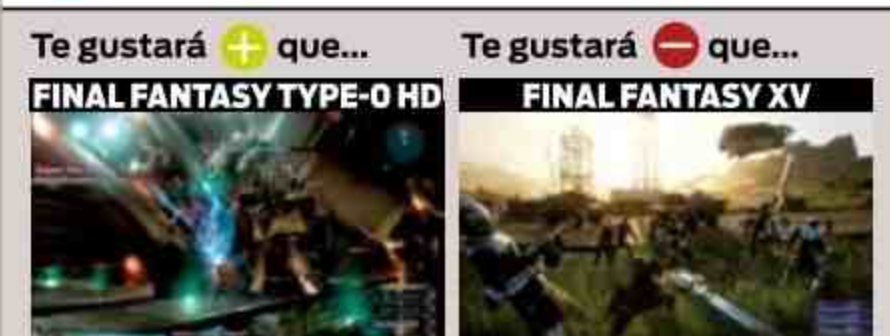 Te gustará + que...
FINAL FANTASY TYPE-0 HD
Te gustará − que...
FINAL FANTASY XV